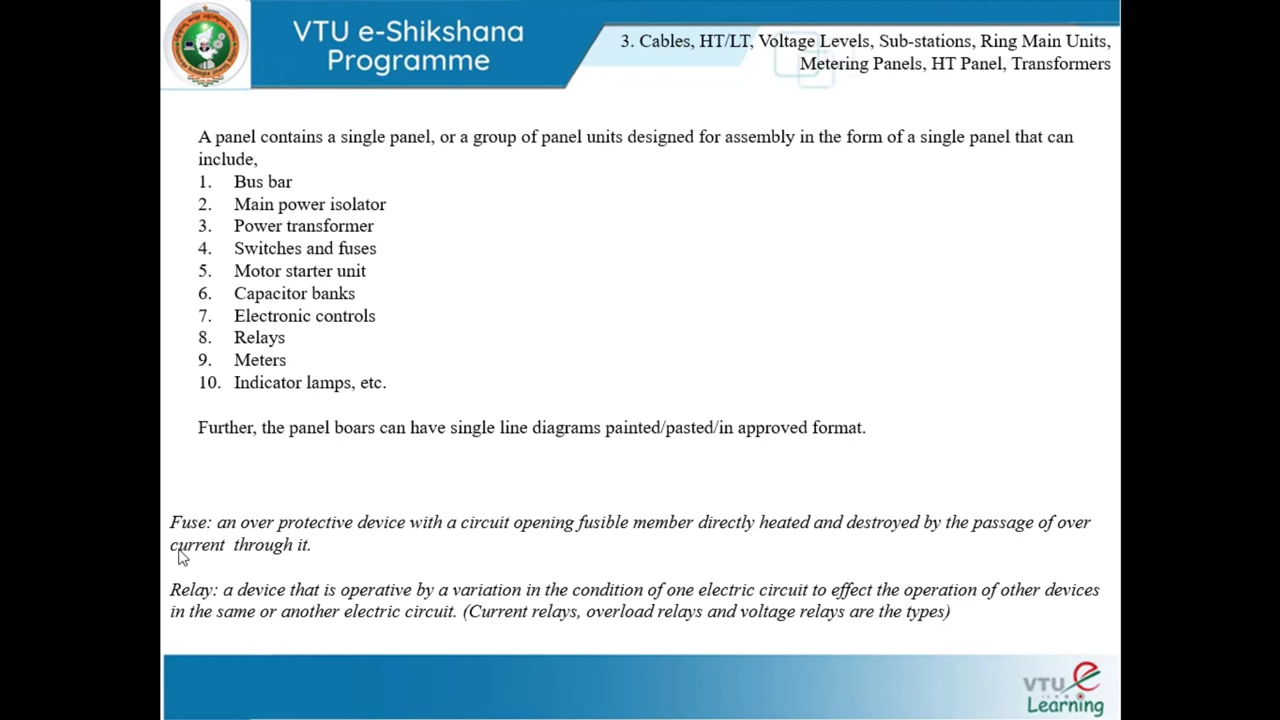 VTU e-Shikshana
Programme
3. Cables, HT/LT, Voltage Levels, Sub-stations, Ring Main Units,
Metering Panels, HT Panel, Transformers
A panel contains a single panel, or a group of panel units designed for assembly in the form of a single panel that can
include,
1. Bus bar
2. Main power isolator
3. Power transformer
4. Switches and fuses
5. Motor starter unit
6. Capacitor banks
7. Electronic controls
8. Relays
9. Meters
10. Indicator lamps, etc.
Further, the panel boars can have single line diagrams painted/pasted/in approved format.
Fuse: an over protective device with a circuit opening fusible member directly heated and destroyed by the passage of over
current through it.
Relay: a device that is operative by a variation in the condition of one electric circuit to effect the operation of other devices
in the same or another electric circuit. (Current relays, overload relays and voltage relays are the types)
VTU e
Learning